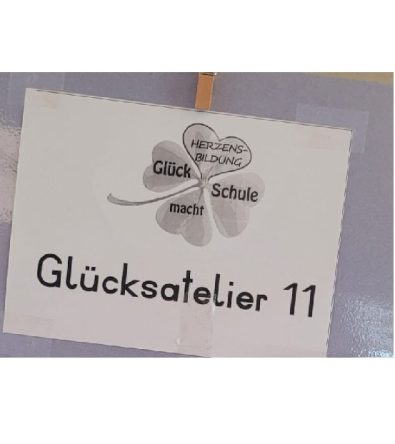 HERZENS-
BILDUNG
Glück
Schule
macht
Glücksatelier 11